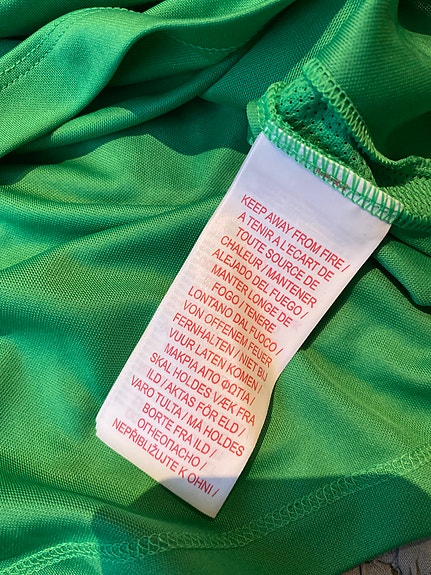 KEEP AWAY FROM FIRE /
A TENIR A L'ECART DE
TOUTE SOURCE DE
CHALEUR / MANTENER
ALEJADO DEL FUEGO /
MANTER LONGE DE
FOGO / TENERE
LONTANO DAL FUOCO /
VON OFFENEM FEUER
FERNHALTEN / NIET BIJ
VUUR LATEN KOMEN /
ΜΑΚΡΙΑ ΑΠΟ ΦΩΤΙΑ /
SKAL HOLDES VÆK FRA
ILD / AKTAS FÖR ELD /
VARO TULTA / MÅ HOLDES
BORTE FRA ILD /
ОГНЕОПАСНО /
NEPŘIBLIŽUJTE K OHNI /